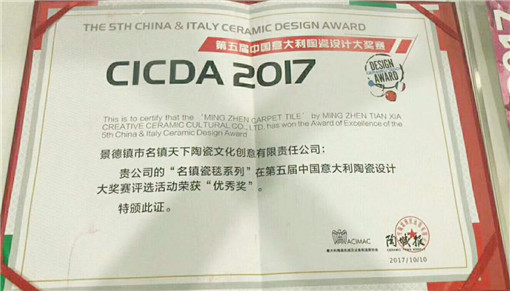 THE 5TH CHINA & ITALY CERAMIC DESIGN AWARD
第五届中国意大利陶瓷设计大奖赛
CICDA 2017
DESIGN
AWARD
This is to certify that the "MING ZHEN CARPET TILE" by MING ZHEN TIAN XIA
CREATIVE CERAMIC CULTURAL CO., LTD. has won the Award of Excellence of the
5th China & Italy Ceramic Design Award
景德镇市名镇天下陶瓷文化创意有限责任公司：
贵公司的“名镇瓷毯系列”在第五届中国意大利陶瓷设计
大奖赛评选活动荣获“优秀奖”。
特颁此证。
ACIMAC
陶城报
2017/10/10
2017